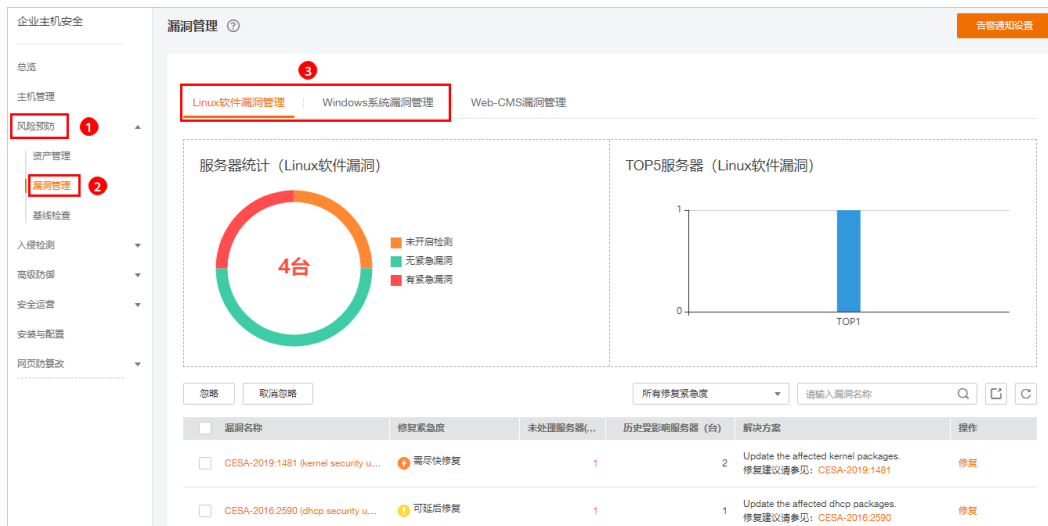 企业主机安全
漏洞管理
告警通知设置
总览
主机管理
风险预防
1
资产管理
漏洞管理
2
基线检查
入侵检测
高级防御
安全运营
安装与配置
网页防篡改
3
Linux软件漏洞管理
Windows系统漏洞管理
Web-CMS漏洞管理
服务器统计（Linux软件漏洞）
4台
未开启检测
无紧急漏洞
有紧急漏洞
TOP5服务器（Linux软件漏洞）
1
0
TOP1
忽略
取消忽略
所有修复紧急度
请输入漏洞名称
漏洞名称 修复紧急度 未处理服务器(... 历史受影响服务器（台） 解决方案 操作
CESA-2019:1481 (kernel security u... 需尽快修复 1 2 Update the affected kernel packages. 修复
修复建议请参见：CESA-2019:1481
CESA-2016:2590 (dhcp security u... 可延后修复 1 1 Update the affected dhcp packages. 修复
修复建议请参见：CESA-2016:2590